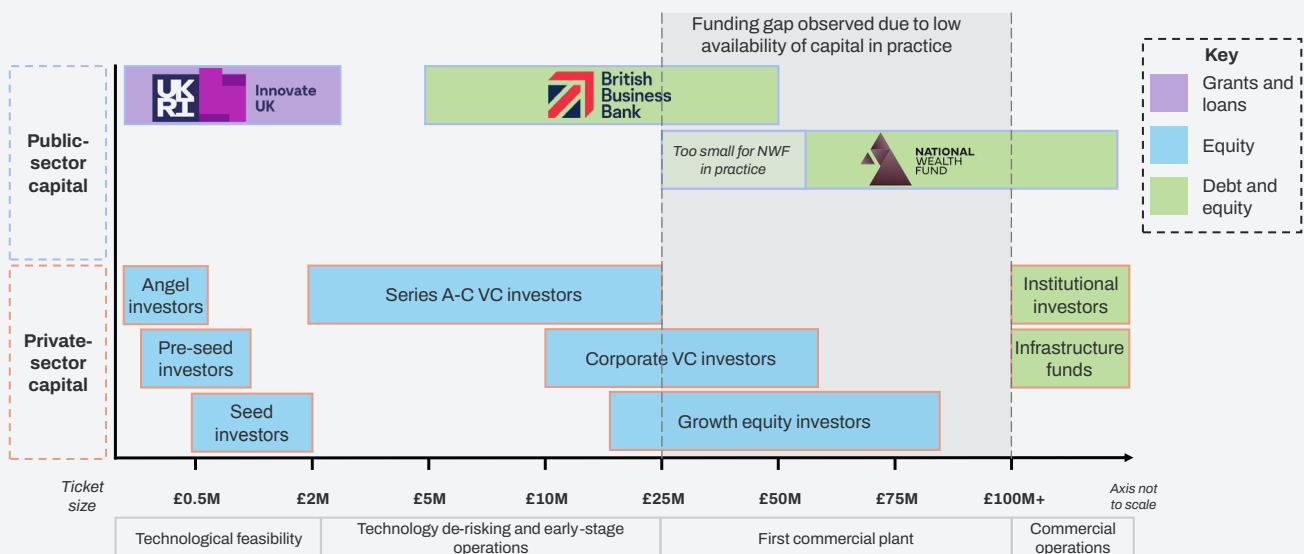 Funding gap observed due to low
availability of capital in practice
Key
Grants and
loans
Equity
Debt and
equity
Public-
sector
capital
UK
RI
Innovate
UK
British
Business
Bank
Too small for NWF
in practice
NATIONAL
WEALTH
FUND
Private-
sector
capital
Angel
investors
Series A-C VC investors
Institutional
investors
Pre-seed
investors
Corporate VC investors
Infrastructure
funds
Seed
investors
Growth equity investors
Ticket
size
£0.5M
£2M
£5M
£10M
£25M
£50M
£75M
£100M+
Axis not
to scale
Technological feasibility
Technology de-risking and early-stage
operations
First commercial plant
Commercial
operations